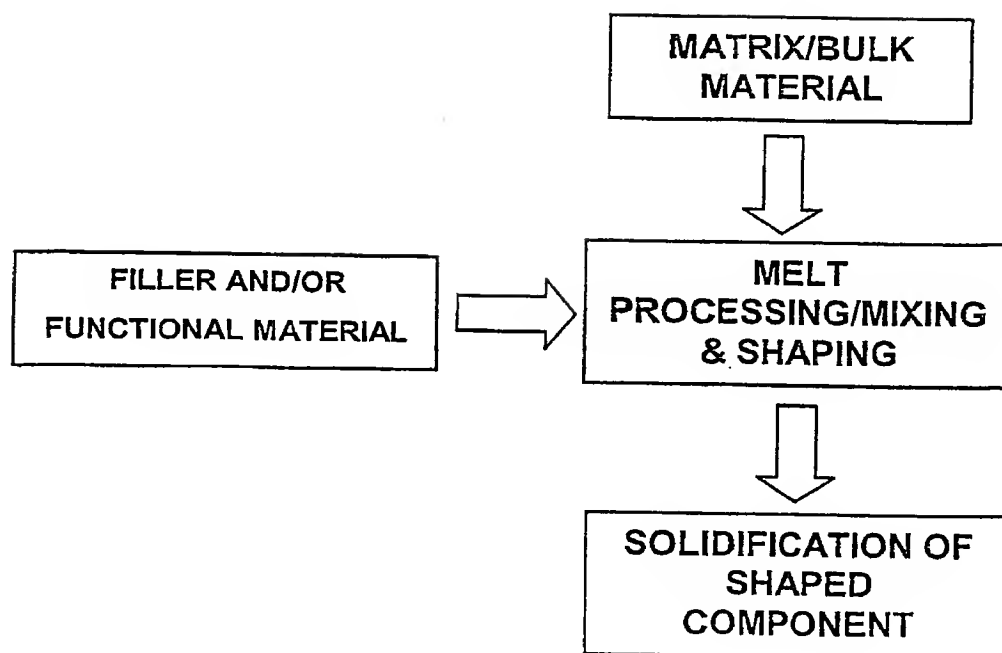 MATRIX/BULK
MATERIAL
FILLER AND/OR
FUNCTIONAL MATERIAL
MELT
PROCESSING/MIXING
& SHAPING
SOLIDIFICATION OF
SHAPED
COMPONENT